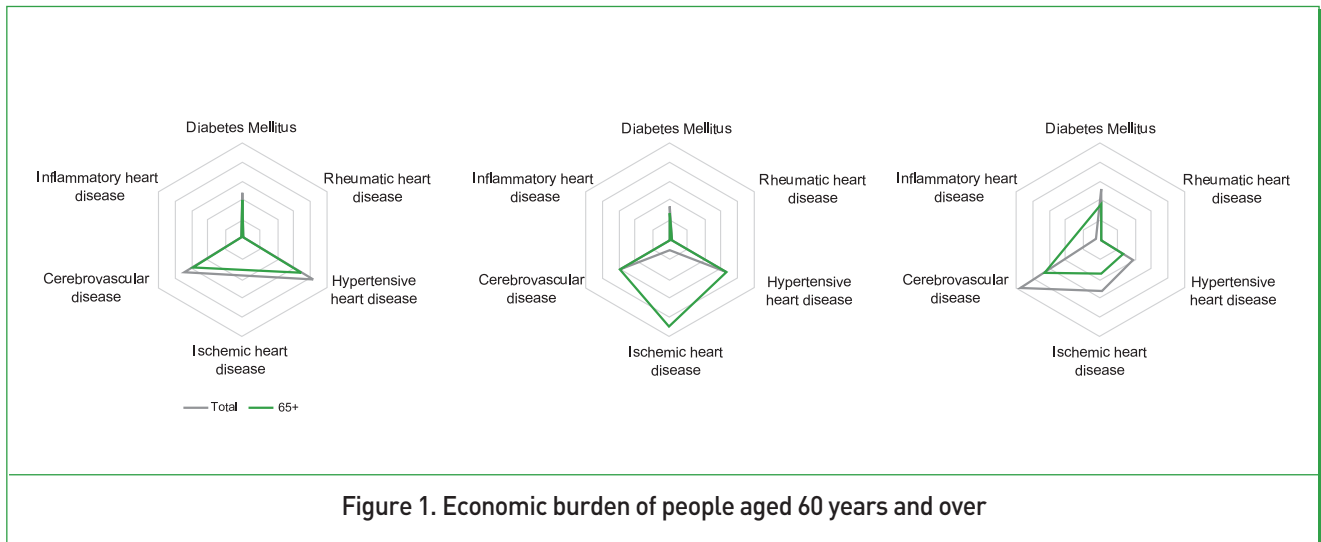 Diabetes Mellitus
Inflammatory heart
disease
Rheumatic heart
disease
Cerebrovascular
disease
Hypertensive
heart disease
Ischemic heart
disease
Total
65+
Diabetes Mellitus
Inflammatory heart
disease
Rheumatic heart
disease
Cerebrovascular
disease
Hypertensive
heart disease
Ischemic heart
disease
Diabetes Mellitus
Inflammatory heart
disease
Rheumatic heart
disease
Cerebrovascular
disease
Hypertensive
heart disease
Ischemic heart
disease
Figure 1. Economic burden of people aged 60 years and over